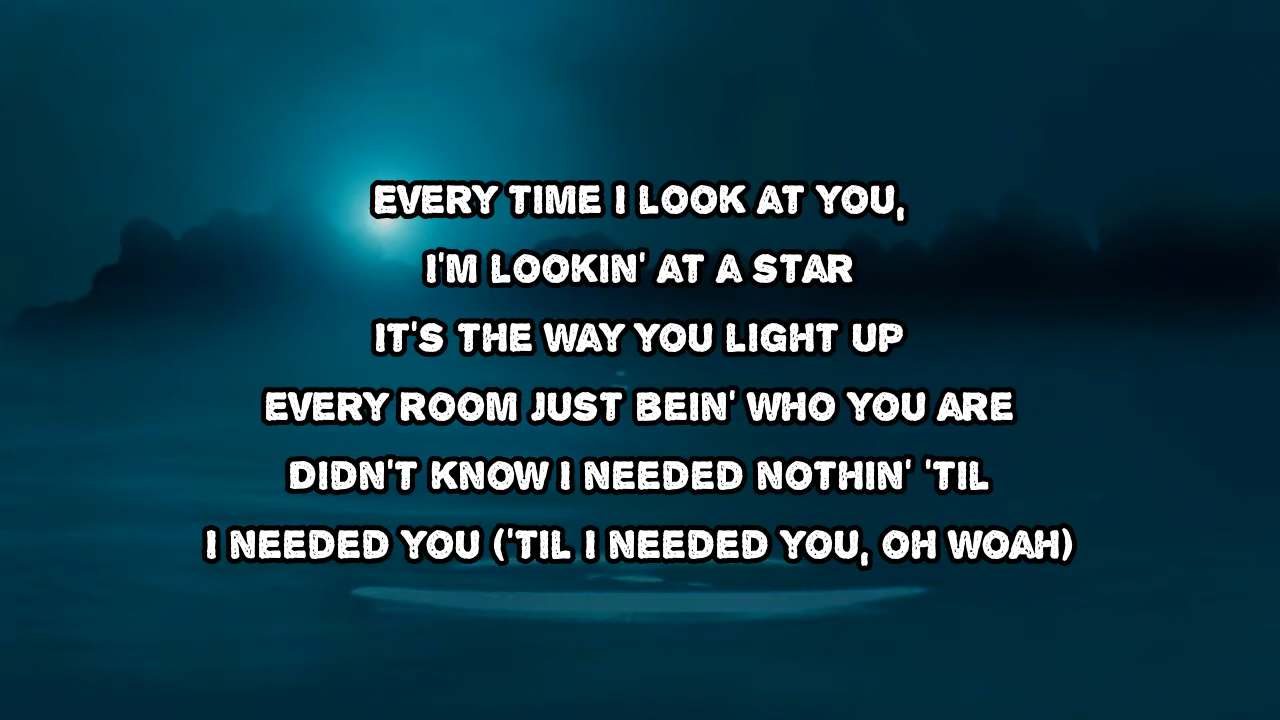 EVERY TIME I LOOK AT YOU,
I'M LOOKIN' AT A STAR
IT'S THE WAY YOU LIGHT UP
EVERY ROOM JUST BEIN' WHO YOU ARE
DIDN'T KNOW I NEEDED NOTHIN' 'TIL
I NEEDED YOU ('TIL I NEEDED YOU, OH WOAH)